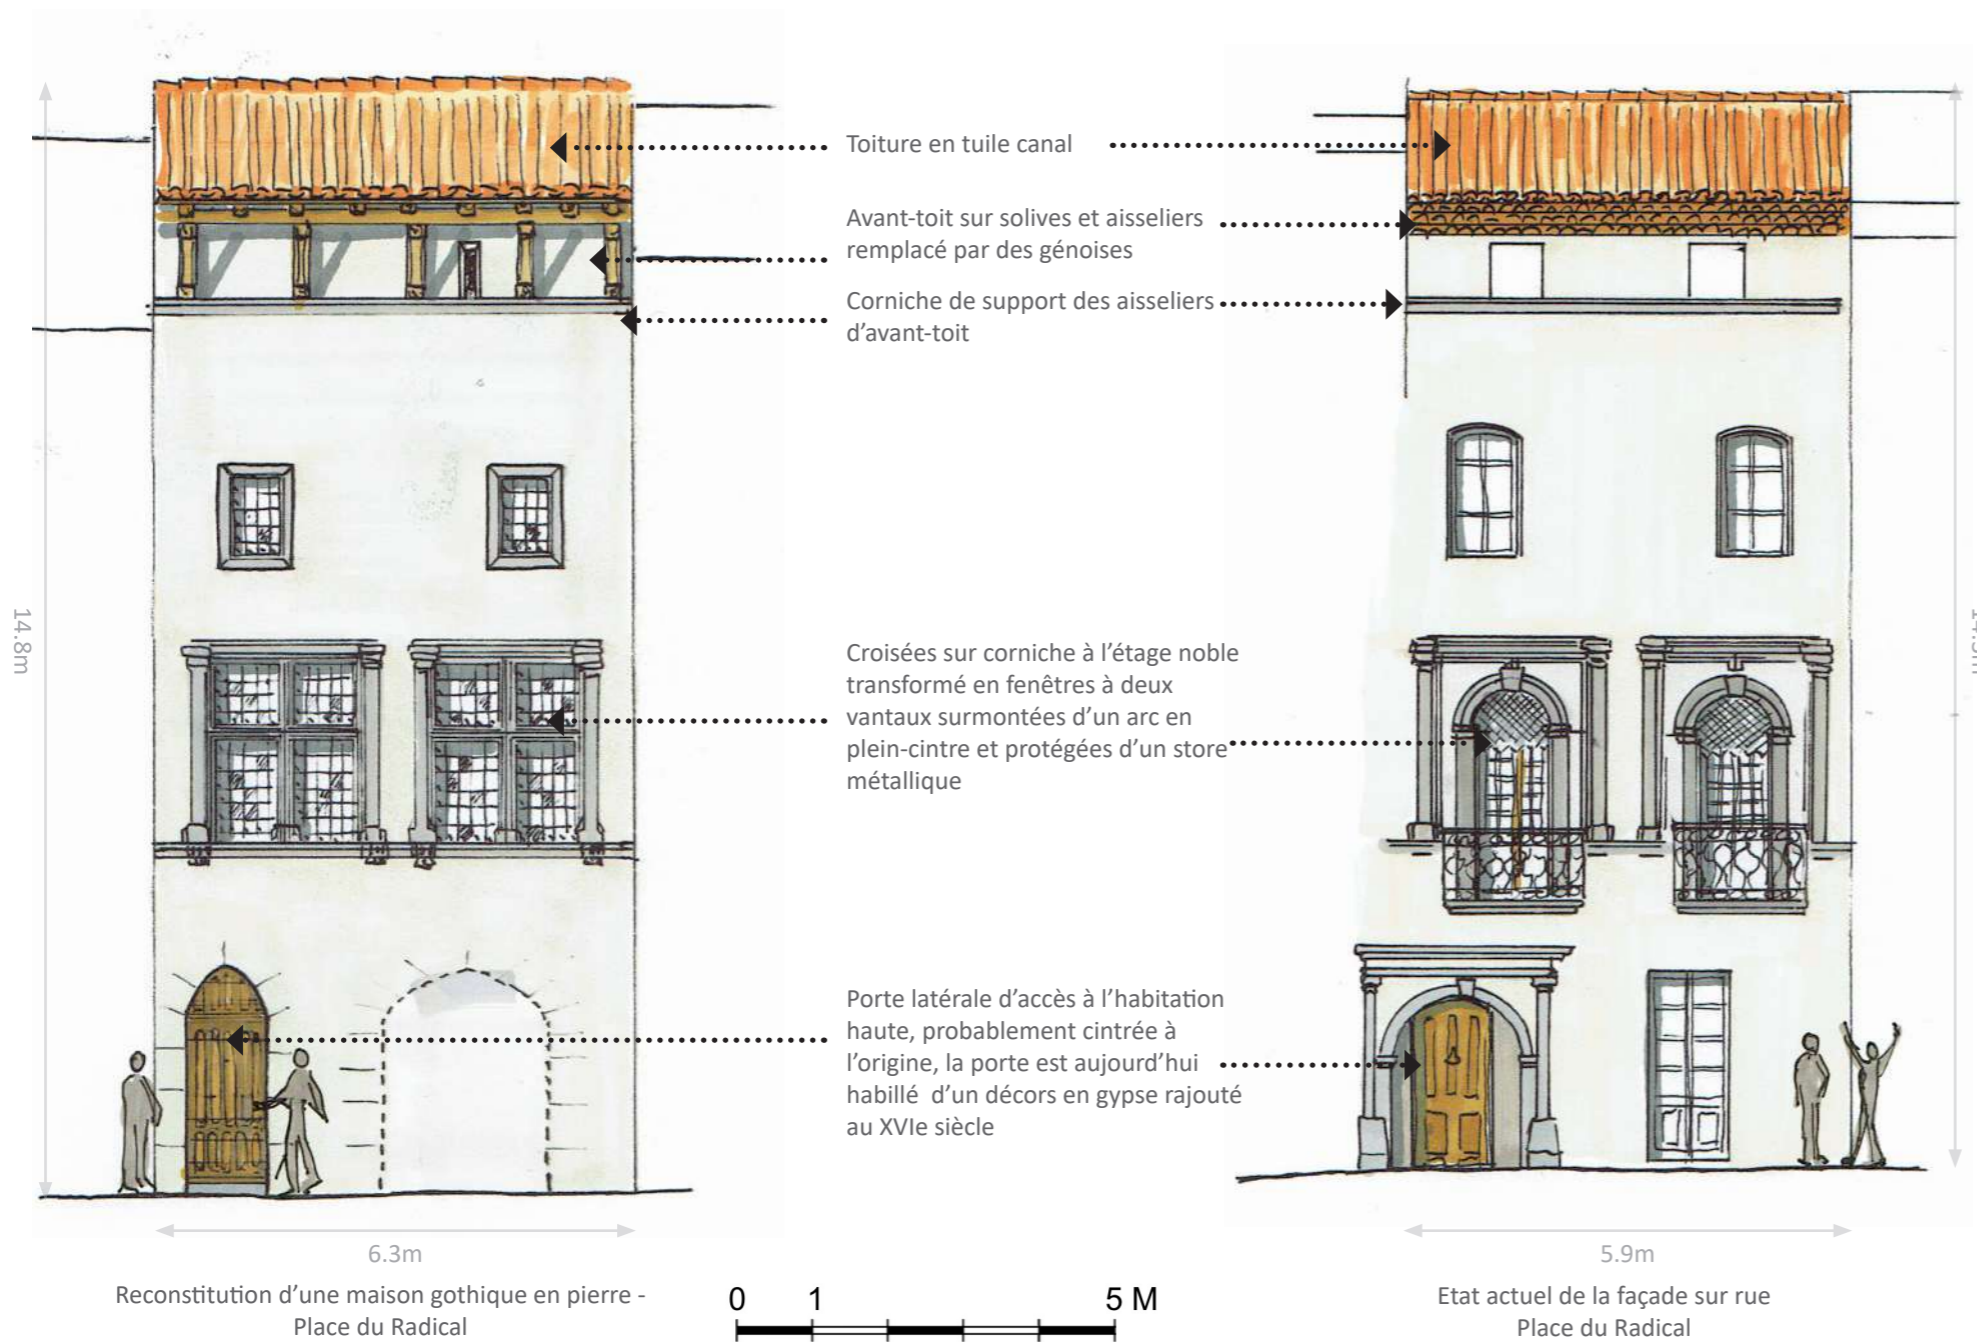 Toiture en tuile canal
Avant-toit sur solives et aisseliers
remplacé par des génoises
Corniche de support des aisseliers
d’avant-toit
14.8m
Croisées sur corniche à l’étage noble
transformé en fenêtres à deux
vantaux surmontées d’un arc en
plein-cintre et protégées d’un store
métallique
Porte latérale d’accès à l’habitation
haute, probablement cintrée à
l’origine, la porte est aujourd’hui
habillé  d’un décors en gypse rajouté
au XVIe siècle
6.3m
5.9m
Reconstitution d’une maison gothique en pierre -
Place du Radical
0 1 5 M
Etat actuel de la façade sur rue
Place du Radical